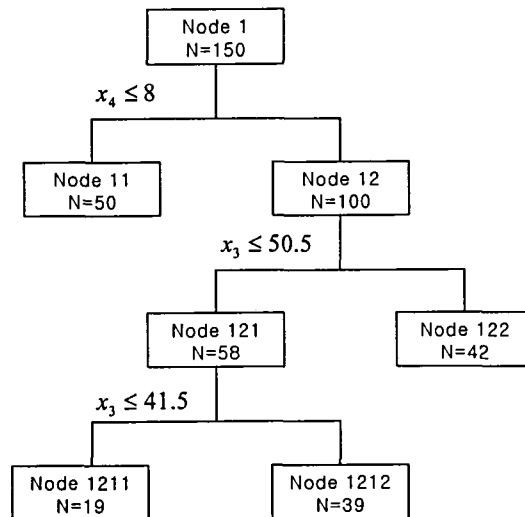 Node 1
N=150
x₄ ≤ 8
Node 11
N=50
Node 12
N=100
x₃ ≤ 50.5
Node 121
N=58
Node 122
N=42
x₃ ≤ 41.5
Node 1211
N=19
Node 1212
N=39